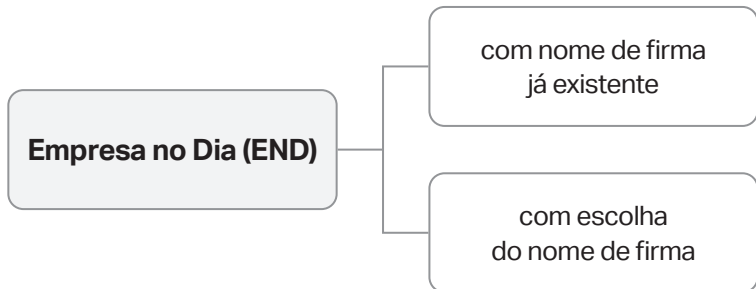 com nome de firma
já existente
Empresa no Dia (END)
com escolha
do nome de firma